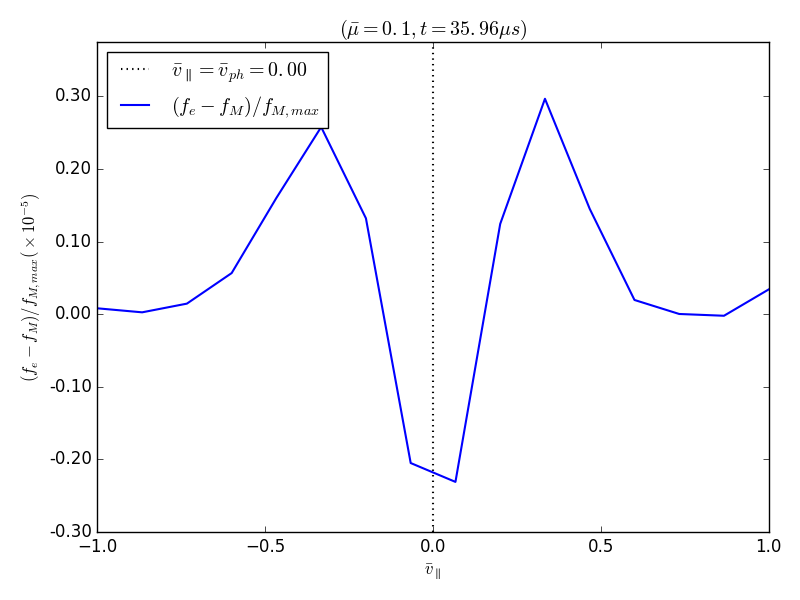 (μ̄ = 0.1, t = 35.96μs)
v̄∥ = v̄ph = 0.00
(fe − fM)/fM,max
0.30
0.20
0.10
0.00
-0.10
-0.20
-0.30
(fe − fM)/fM,max(×10⁻⁵)
−1.0 −0.5 0.0 0.5 1.0
v̄∥